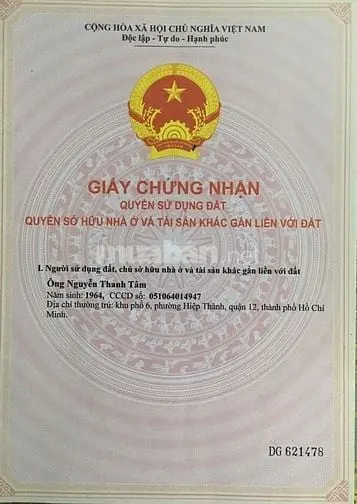 CỘNG HÒA XÃ HỘI CHỦ NGHĨA VIỆT NAM
Độc lập - Tự do - Hạnh phúc
GIẤY CHỨNG NHẬN
QUYỀN SỬ DỤNG ĐẤT
QUYỀN SỞ HỮU NHÀ Ở VÀ TÀI SẢN KHÁC GẮN LIỀN VỚI ĐẤT
muaban.net
I. Người sử dụng đất, chủ sở hữu nhà ở và tài sản khác gắn liền với đất
Ông Nguyễn Thanh Tâm
Năm sinh: 1964, CCCD số: 051064014947
Địa chỉ thường trú: khu phố 6, phường Hiệp Thành, quận 12, thành phố Hồ Chí
Minh.
DG 621478